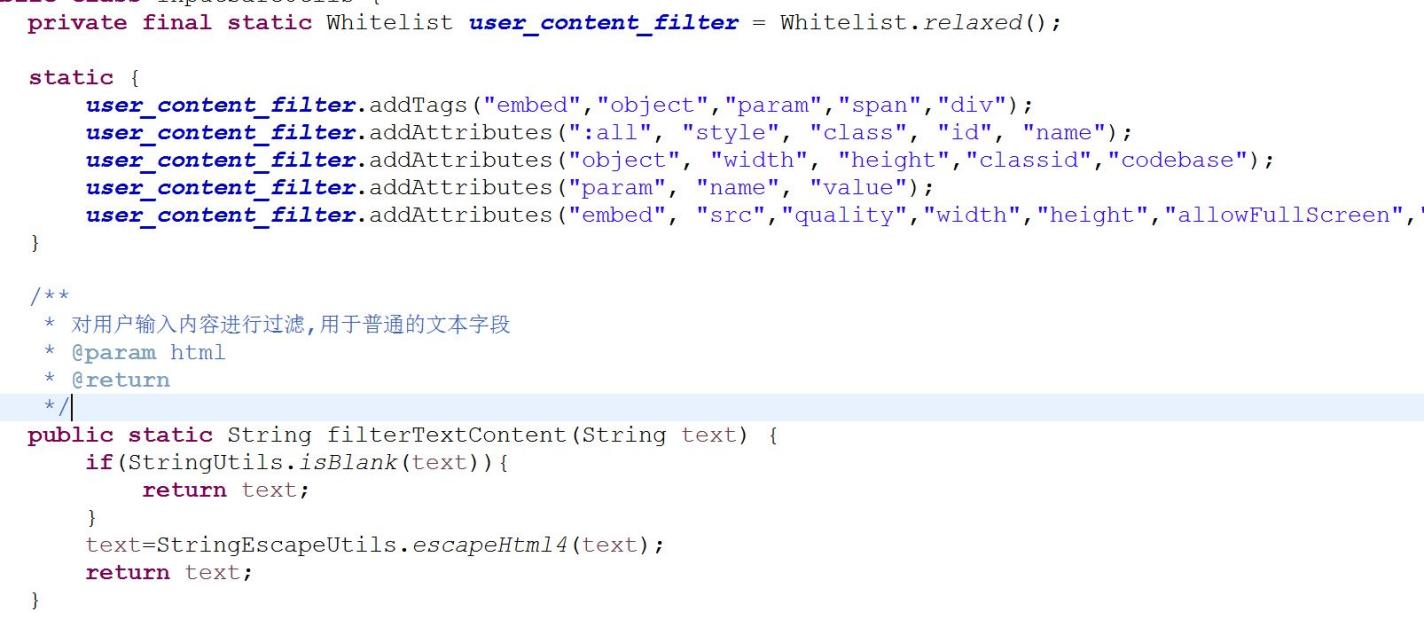 private final static Whitelist user_content_filter = Whitelist.relaxed();
static {
user_content_filter.addTags("embed","object","param","span","div");
user_content_filter.addAttributes(":all", "style", "class", "id", "name");
user_content_filter.addAttributes("object", "width", "height","classid","codebase");
user_content_filter.addAttributes("param", "name", "value");
user_content_filter.addAttributes("embed", "src","quality","width","height","allowFullScreen","
}
/**
* 对用户输入内容进行过滤,用于普通的文本字段
* @param html
* @return
*/
public static String filterTextContent(String text) {
if(StringUtils.isBlank(text)){
return text;
}
text=StringEscapeUtils.escapeHtml4(text);
return text;
}